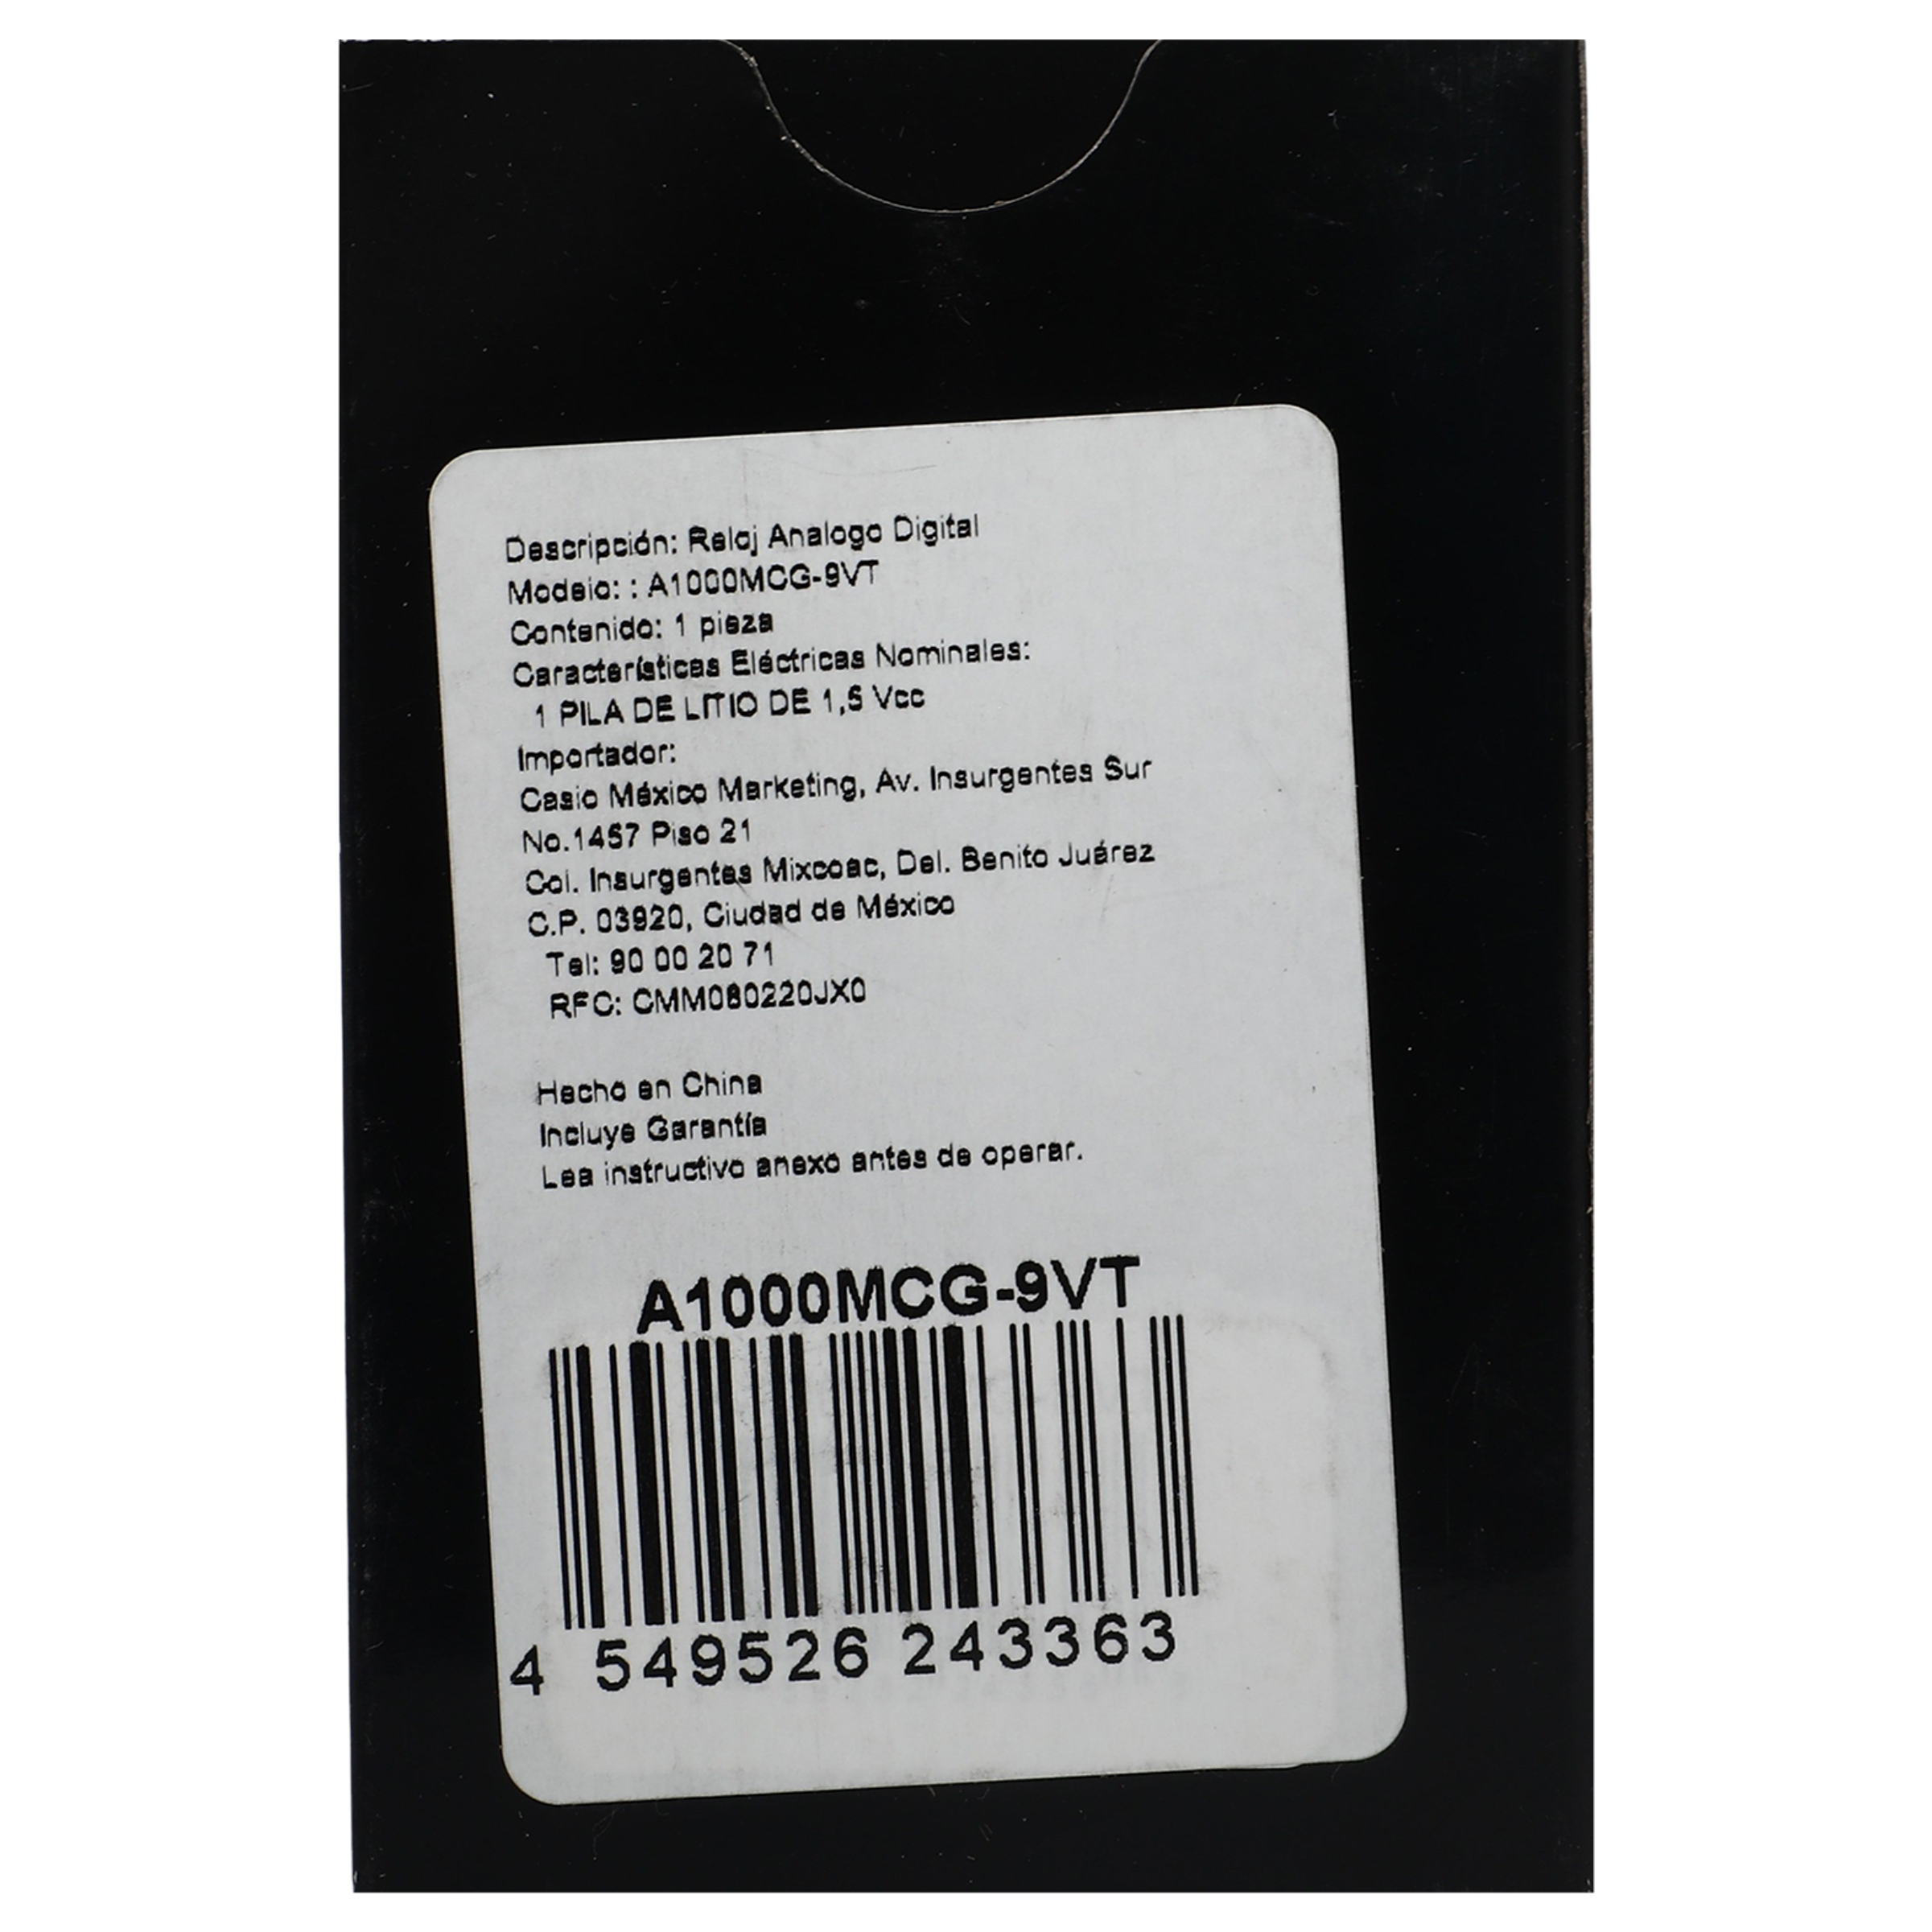 Descripción: Reloj Analogo Digital
Modelo: : A1000MCG-9VT
Contenido: 1 pieza
Características Eléctricas Nominales:
1 PILA DE LITIO DE 1,5 Vcc
Importador:
Casio México Marketing, Av. Insurgentes Sur
No.1457 Piso 21
Col. Insurgentes Mixcoac, Del. Benito Juárez
C.P. 03920, Ciudad de México
Tel: 90 00 20 71
RFC: CMM080220JX0
Hecho en China
Incluye Garantía
Lea instructivo anexo antes de operar.
A1000MCG-9VT
4 549526 243363